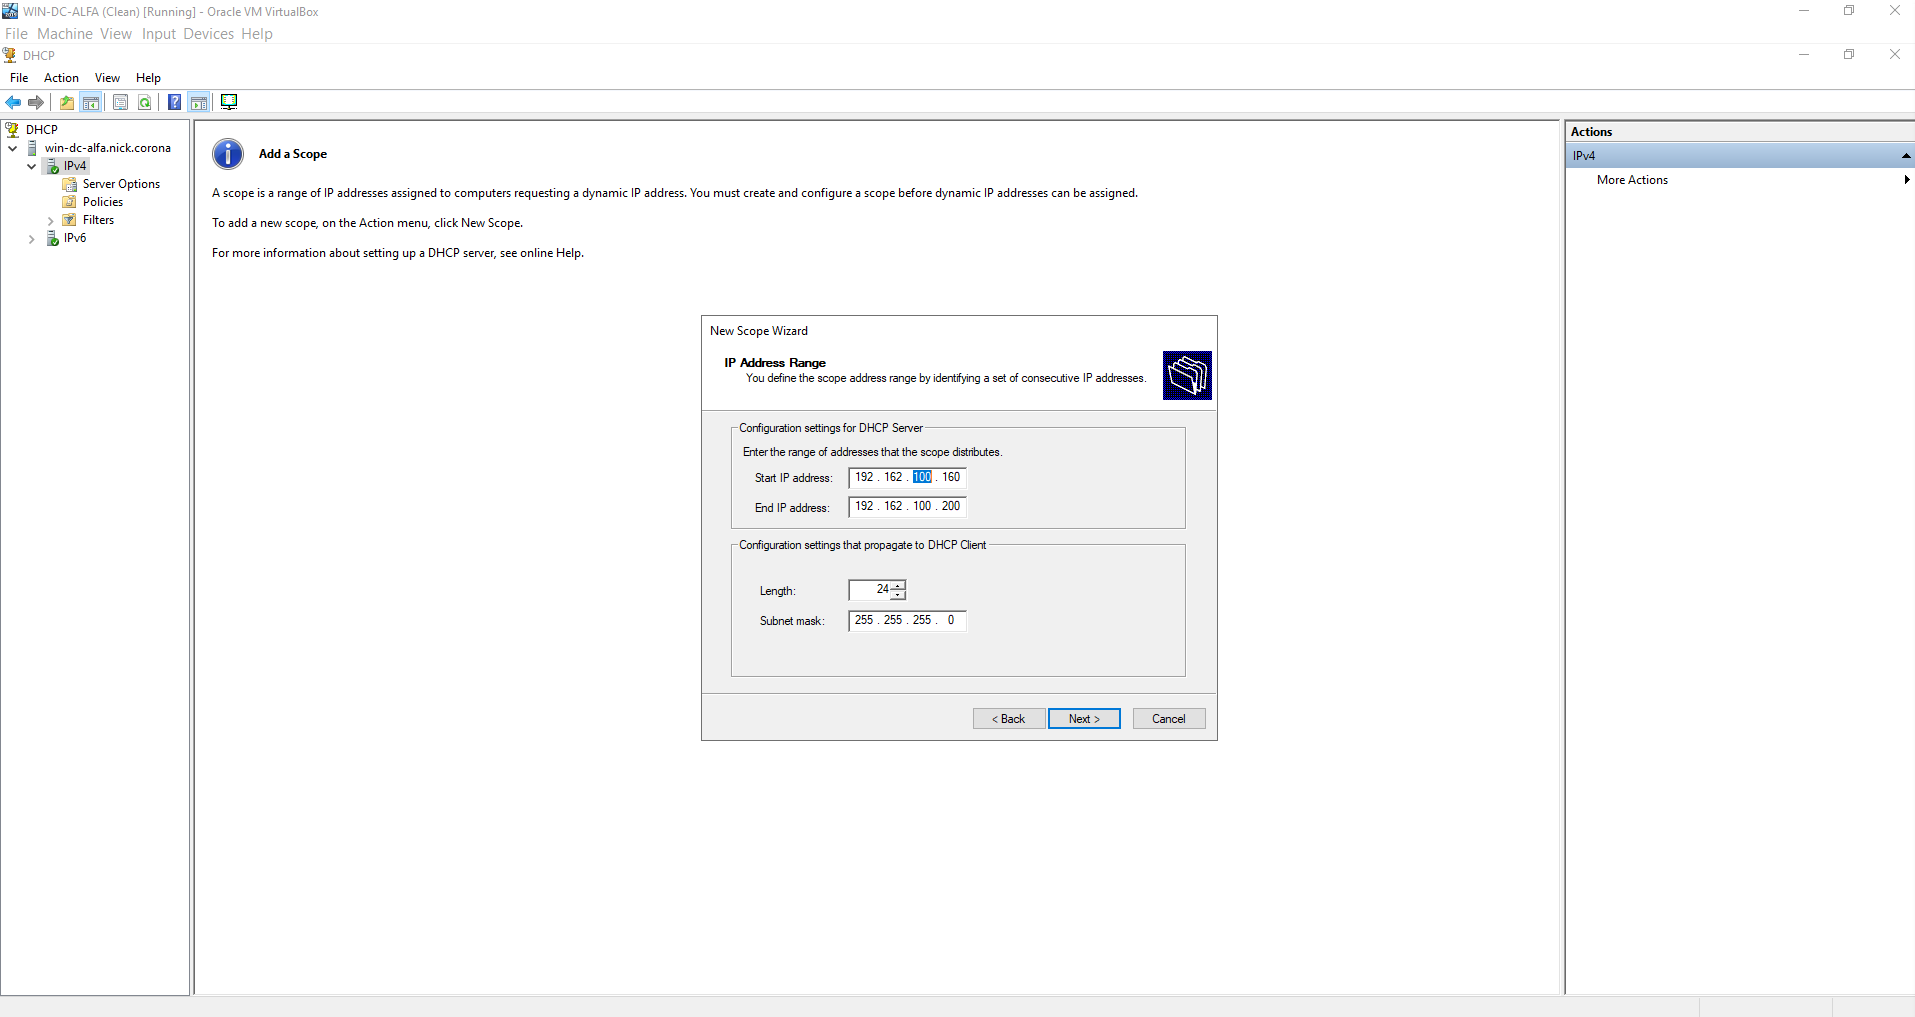 WIN-DC-ALFA (Clean) [Running] - Oracle VM VirtualBox
File Machine View Input Devices Help
DHCP
File Action View Help
DHCP
win-dc-alfa.nick.corona
IPv4
Server Options
Policies
Filters
IPv6
Add a Scope
A scope is a range of IP addresses assigned to computers requesting a dynamic IP address. You must create and configure a scope before dynamic IP addresses can be assigned.
To add a new scope, on the Action menu, click New Scope.
For more information about setting up a DHCP server, see online Help.
New Scope Wizard
IP Address Range
You define the scope address range by identifying a set of consecutive IP addresses.
Configuration settings for DHCP Server
Enter the range of addresses that the scope distributes.
Start IP address: 192 . 162 . 100 . 160
End IP address: 192 . 162 . 100 . 200
Configuration settings that propagate to DHCP Client
Length: 24
Subnet mask: 255 . 255 . 255 . 0
< Back Next > Cancel
Actions
IPv4
More Actions